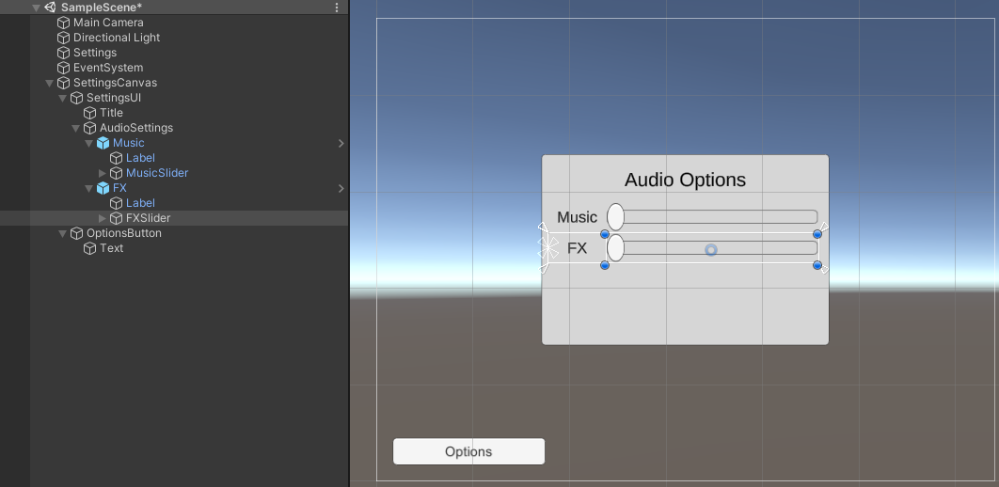 SampleScene*
Main Camera
Directional Light
Settings
EventSystem
SettingsCanvas
SettingsUI
Title
AudioSettings
Music
Label
MusicSlider
FX
Label
FXSlider
OptionsButton
Text
Audio Options
Music
FX
Options